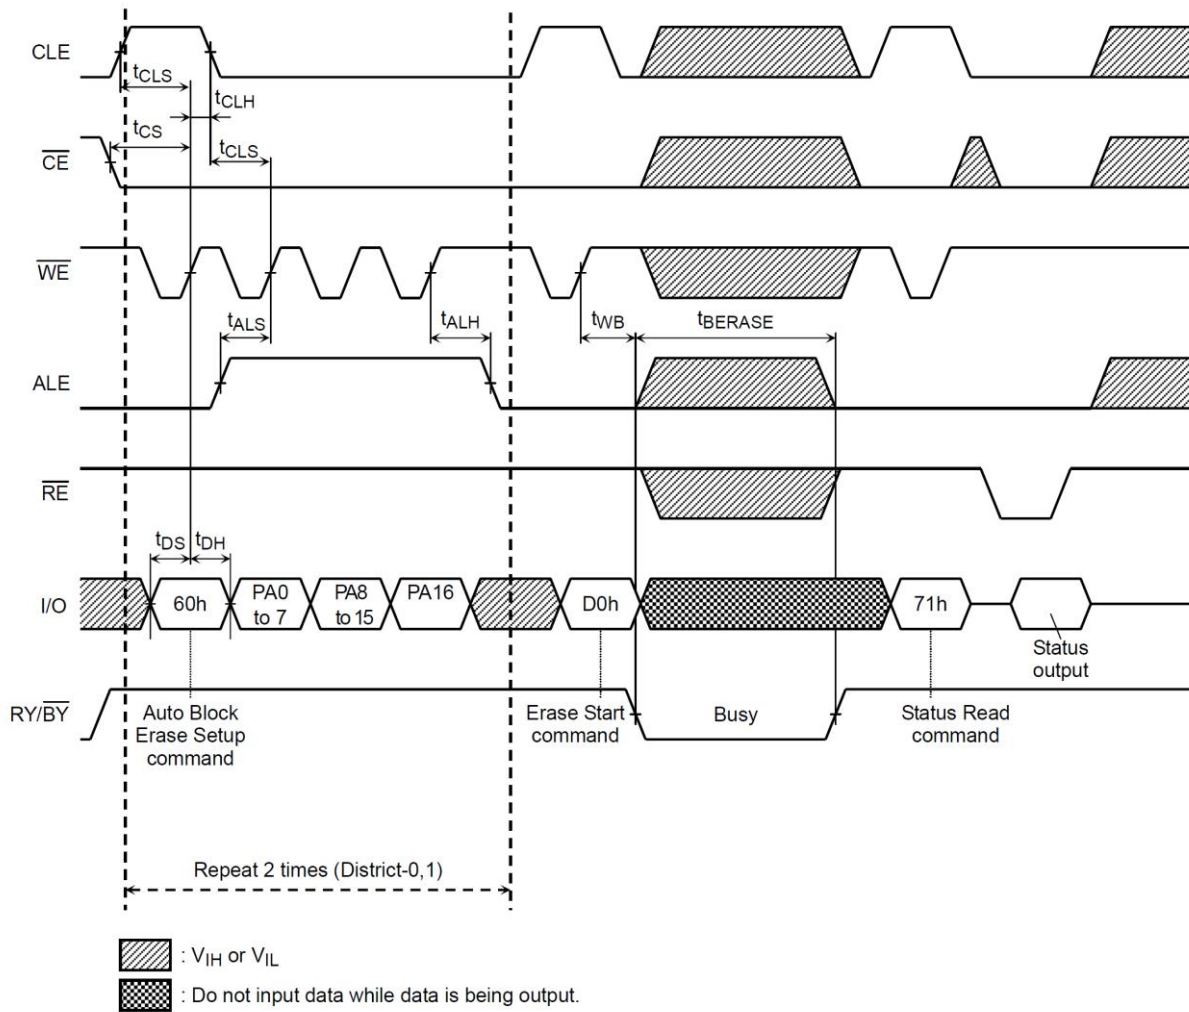 CLE
tCLS
tCLH
tCS
tCLS
CE
WE
tALS
tALH
tWB
tBERASE
ALE
RE
tDS
tDH
I/O
60h
PA0
to 7
PA8
to 15
PA16
D0h
71h
Status
output
RY/BY
Auto Block
Erase Setup
command
Erase Start
command
Busy
Status Read
command
Repeat 2 times (District-0,1)
: VIH or VIL
: Do not input data while data is being output.